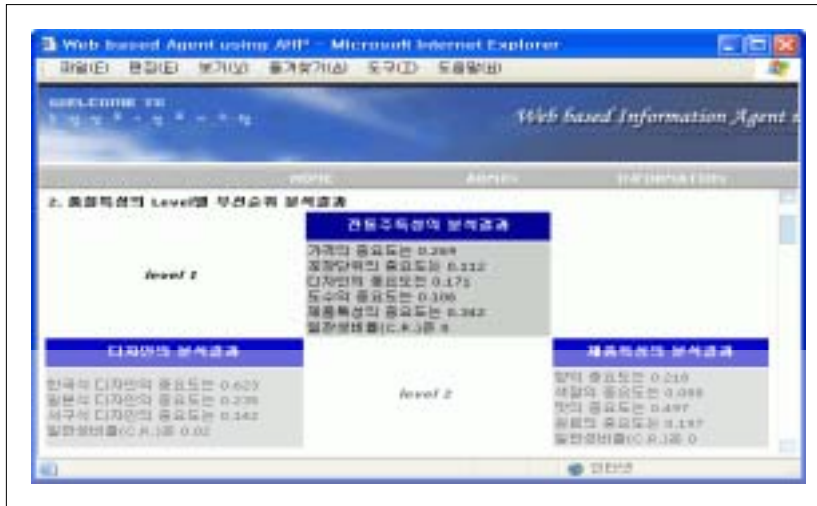 Web based Agent using AHP - Microsoft Internet Explorer
파일(E) 편집(E) 보기(V) 즐겨찾기(A) 도구(T) 도움말(H)
WELCOME TO
Web based Information Agent s
HOME ADMIN INFORMATION
2. 품질특성의 Level별 우선순위 분석결과
전통주특성의 분석결과
가격의 중요도는 0.269
포장단위의 중요도는 0.112
디자인의 중요도는 0.171
도수의 중요도는 0.106
제품특성의 중요도는 0.342
일관성비율(C.R.)은 0
level 1
디자인의 분석결과
한국식 디자인의 중요도는 0.623
일본식 디자인의 중요도는 0.235
서구식 디자인의 중요도는 0.142
일관성비율(C.R.)은 0.02
level 2
제품특성의 분석결과
향의 중요도는 0.218
색깔의 중요도는
맛의 중요도는 0.497
원료의 중요도는 0.197
일관성비율(C.R.)은 0
인터넷